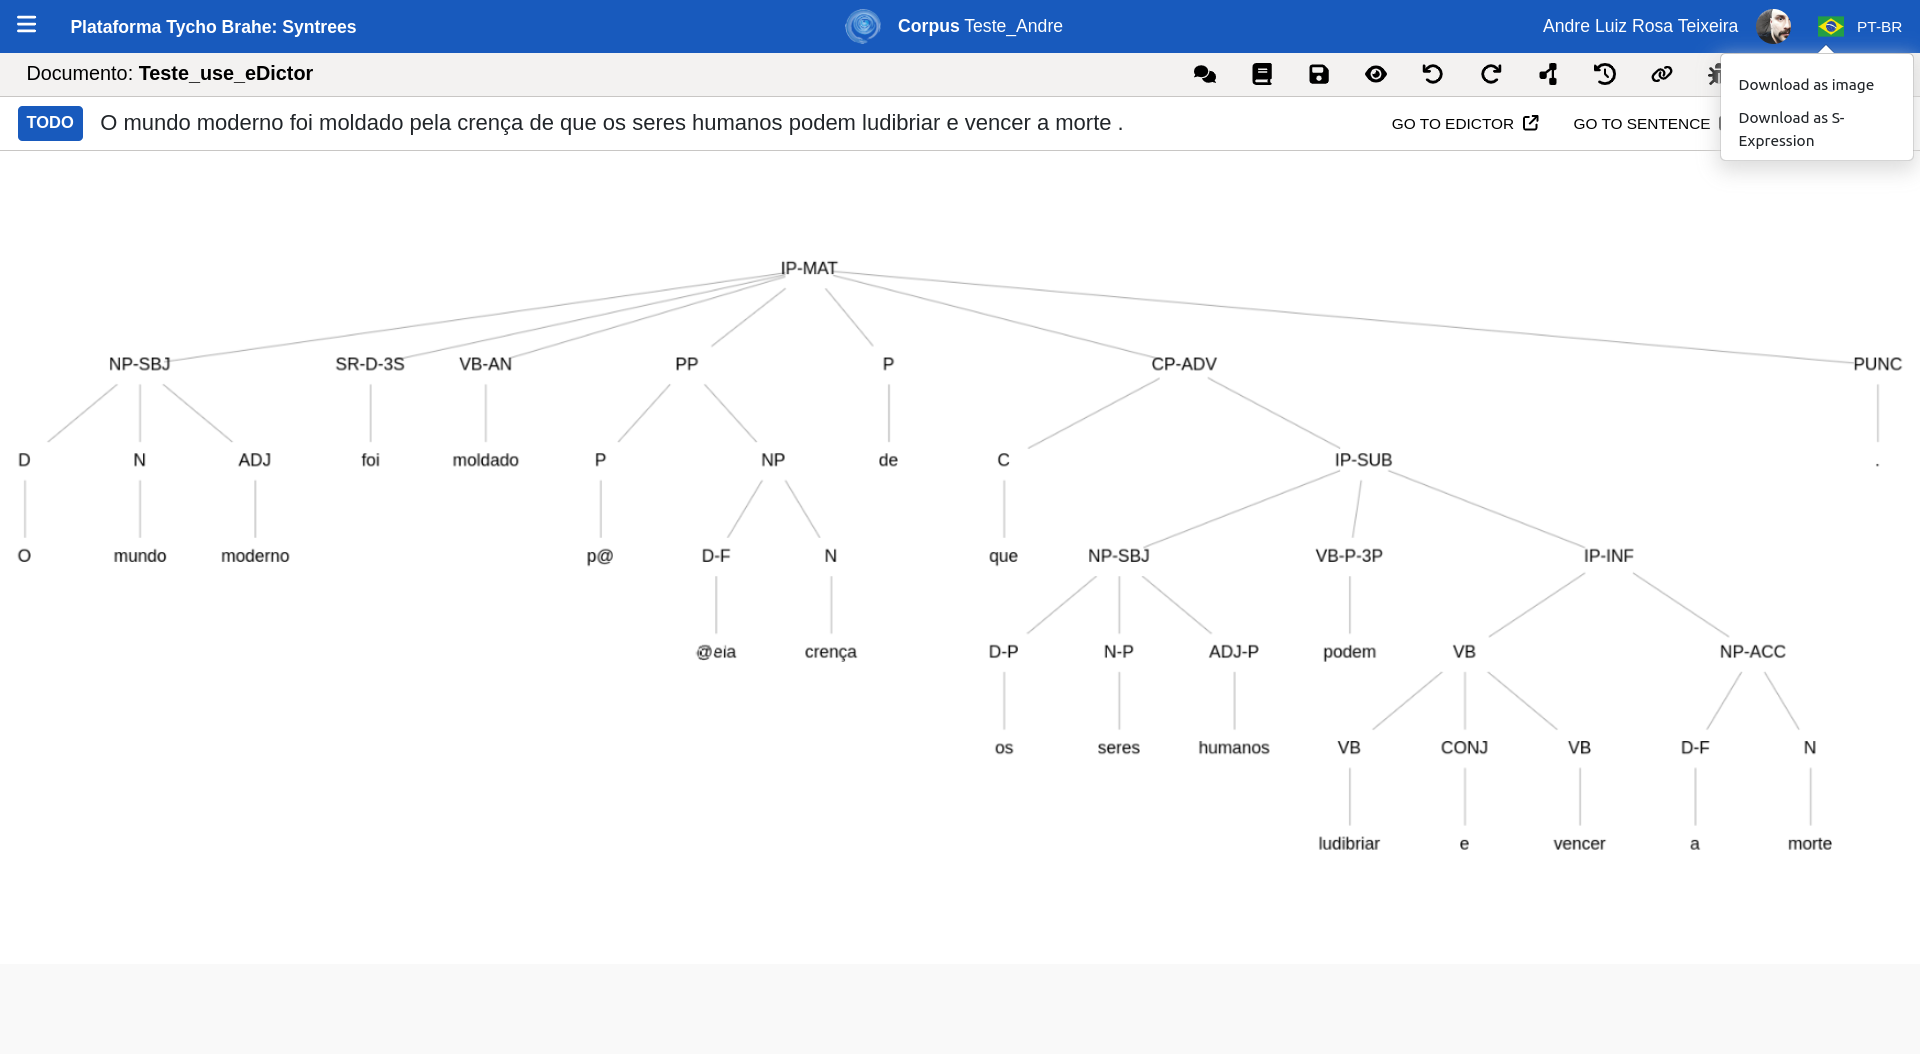 Plataforma Tycho Brahe: Syntrees
Corpus Teste_Andre
Andre Luiz Rosa Teixeira
PT-BR
Documento: Teste_use_eDictor
Download as image
Download as S-
Expression
TODO
O mundo moderno foi moldado pela crença de que os seres humanos podem ludibriar e vencer a morte .
GO TO EDICTOR
GO TO SENTENCE
IP-MAT
NP-SBJ SR-D-3S VB-AN PP P CP-ADV PUNC
D N ADJ foi moldado P NP de C IP-SUB .
O mundo moderno p@ D-F N que NP-SBJ VB-P-3P IP-INF
crença D-P N-P ADJ-P podem VB NP-ACC
os seres humanos VB CONJ VB D-F N
ludibriar e vencer a morte